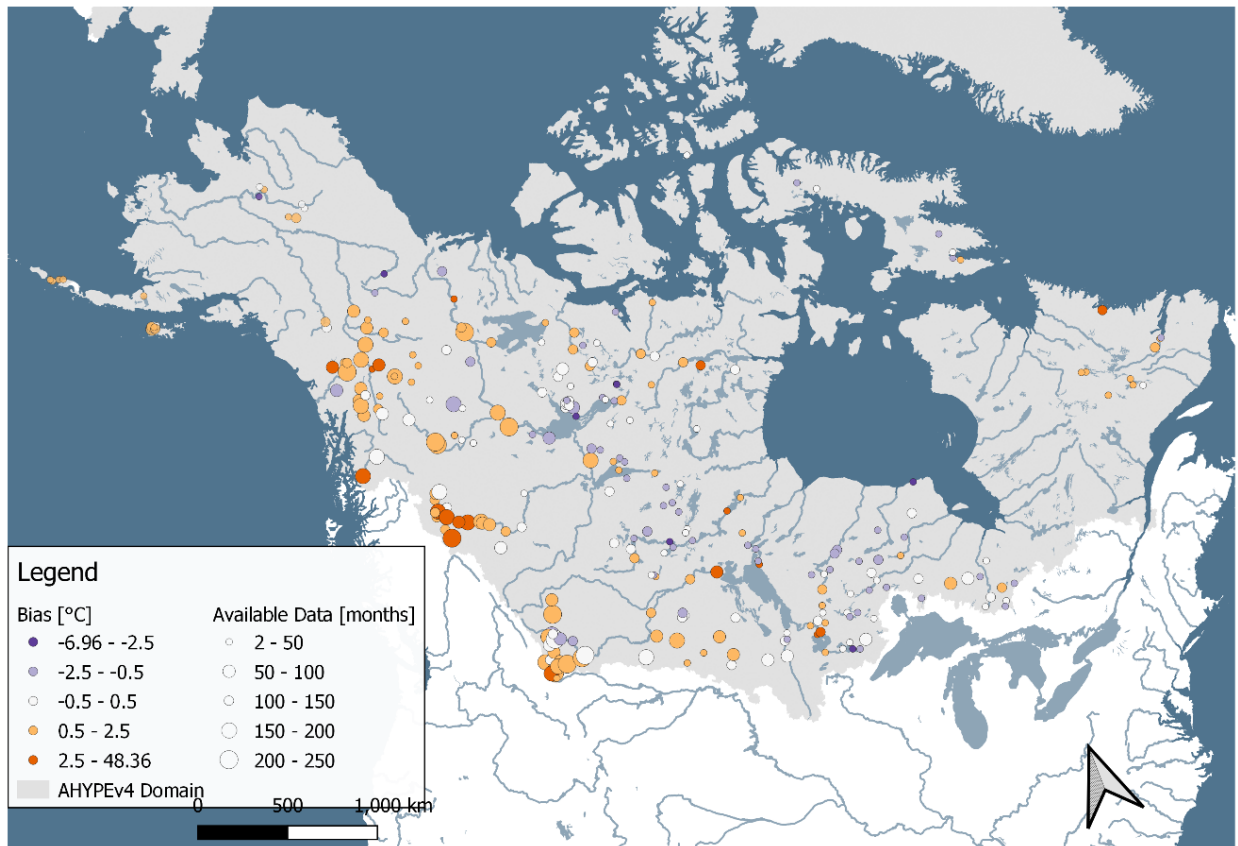 Legend
Bias [°C]
-6.96 - -2.5
-2.5 - -0.5
-0.5 - 0.5
0.5 - 2.5
2.5 - 48.36
AHYPEv4 Domain
Available Data [months]
2 - 50
50 - 100
100 - 150
150 - 200
200 - 250
0 500 1,000 km